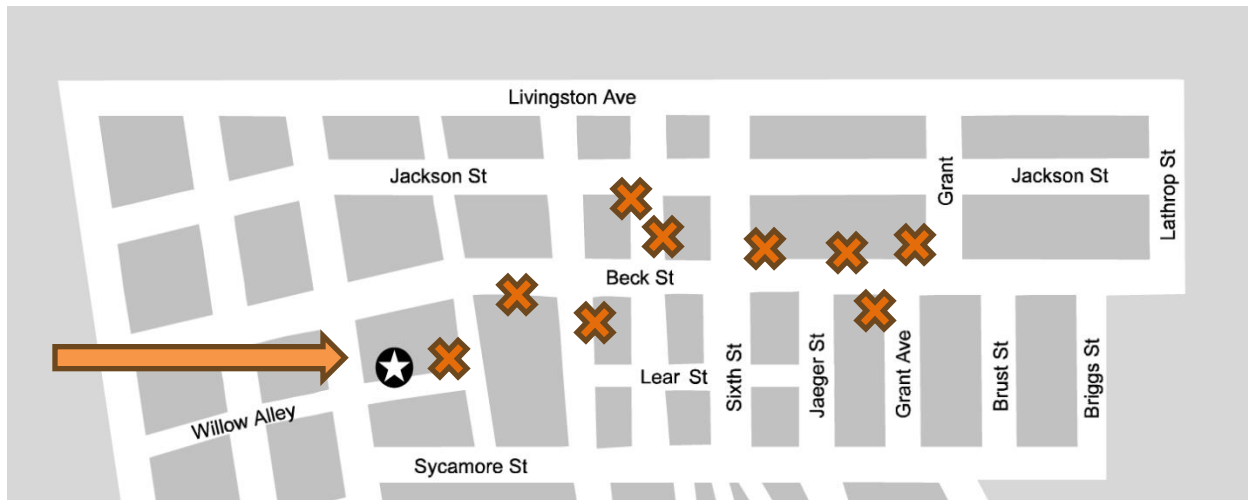 Livingston Ave
Jackson St
Jackson St
Grant
Lathrop St
Beck St
Willow Alley
Lear St
Sixth St
Jaeger St
Grant Ave
Brust St
Briggs St
Sycamore St